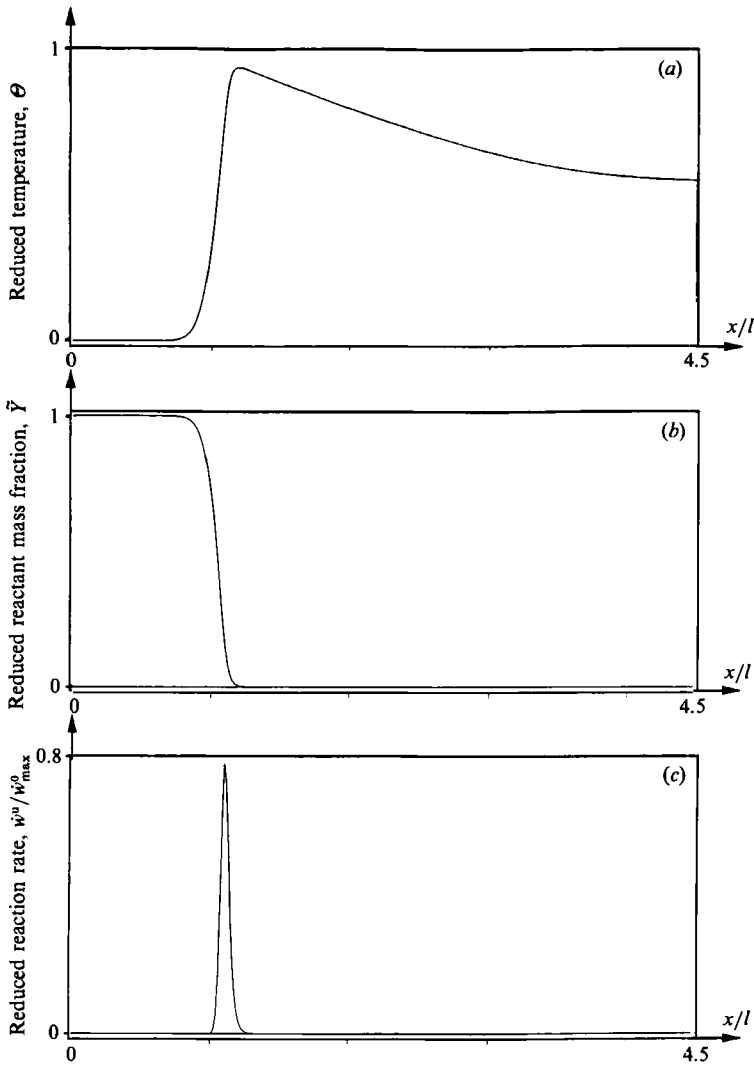 1
(a)
Reduced temperature, Θ
0
x/l
0
4.5
1
(b)
Reduced reactant mass fraction, Ỹ
0
x/l
0
4.5
0.8
(c)
Reduced reaction rate, ẇᵘ/ẇ⁰max
0
x/l
0
4.5